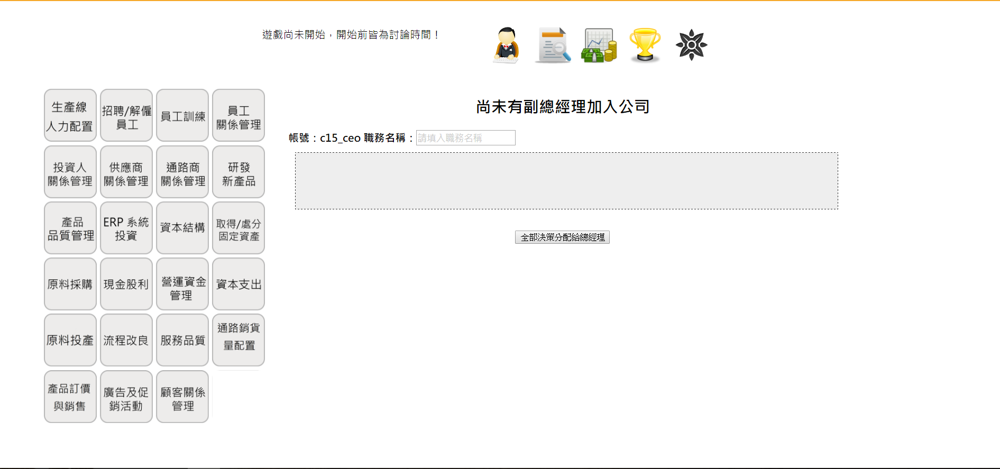 遊戲尚未開始，開始前皆為討論時間！
生產線
人力配置
招聘/解僱
員工
員工訓練
員工
關係管理
投資人
關係管理
供應商
關係管理
通路商
關係管理
研發
新產品
產品
品質管理
ERP 系統
投資
資本結構
取得/處分
固定資產
原料採購
現金股利
營運資金
管理
資本支出
原料投產
流程改良
服務品質
通路銷貨
量配置
產品訂價
與銷售
廣告及促
銷活動
顧客關係
管理
尚未有副總經理加入公司
帳號：c15_ceo 職務名稱：請填入職務名稱
全部決策分配給總經理